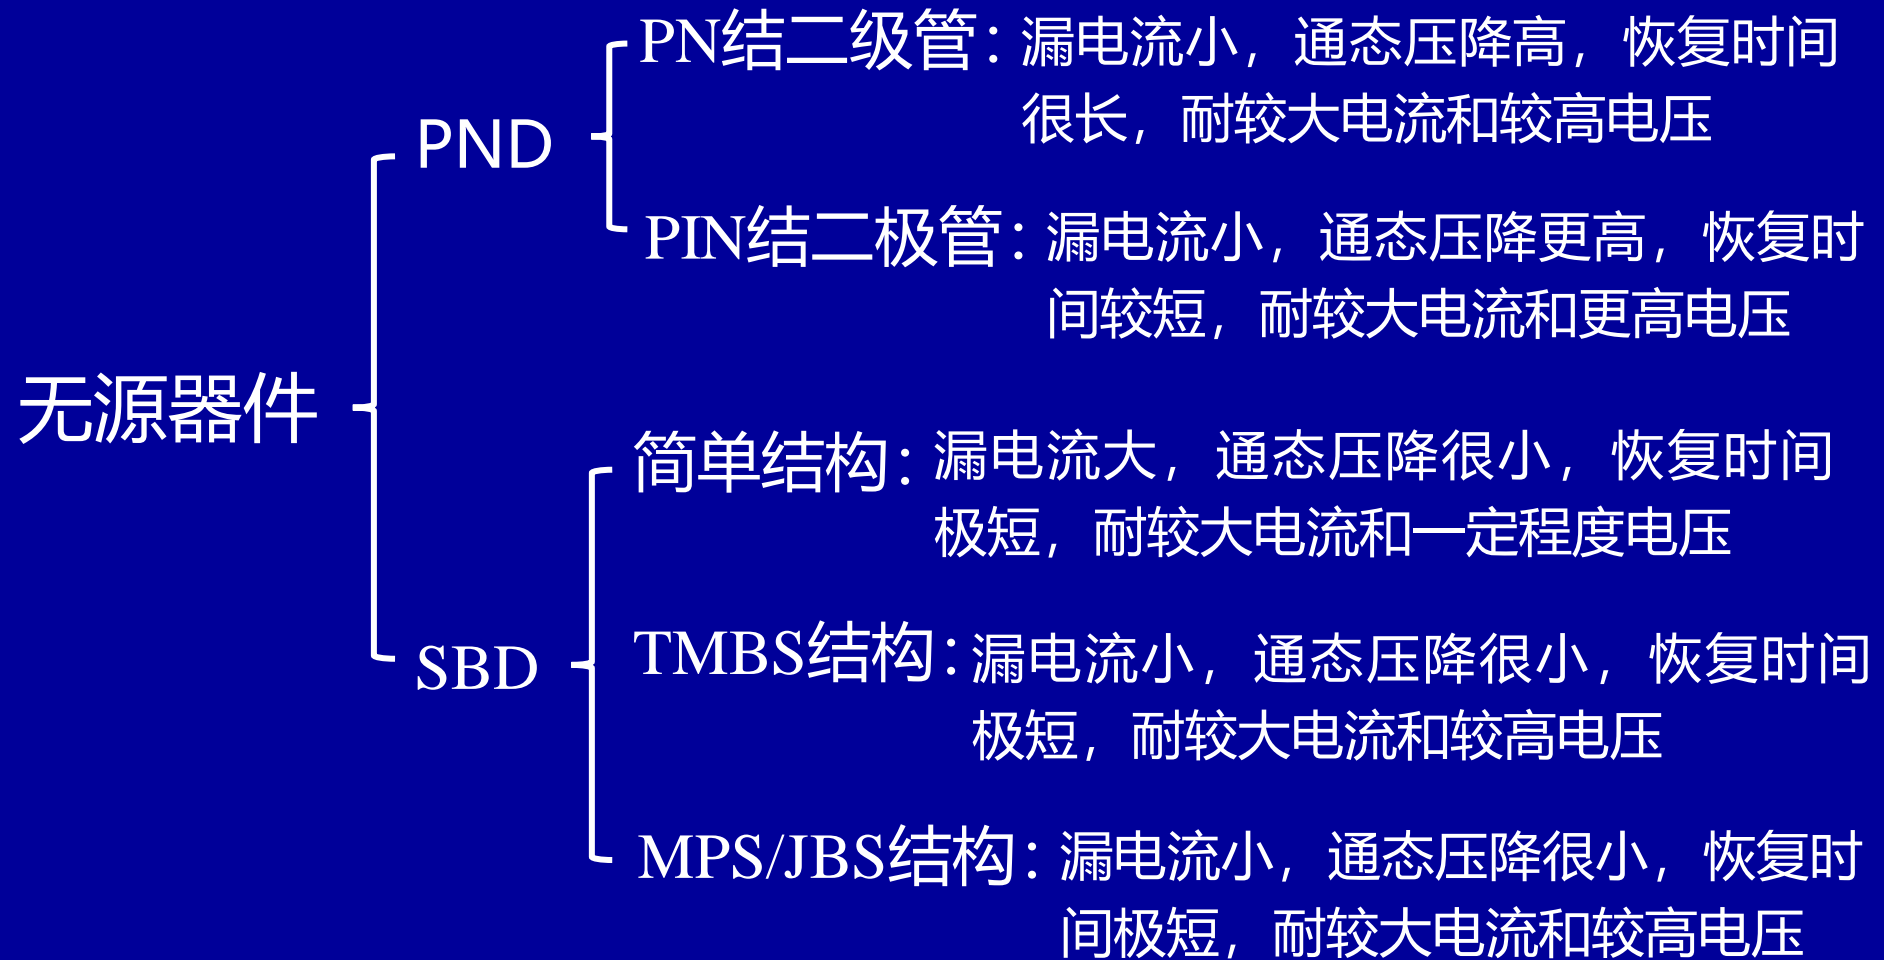 PN结二级管：漏电流小，通态压降高，恢复时间
很长，耐较大电流和较高电压
PND
PIN结二极管：漏电流小，通态压降更高，恢复时
间较短，耐较大电流和更高电压
无源器件
简单结构：漏电流大，通态压降很小，恢复时间
极短，耐较大电流和一定程度电压
SBD
TMBS结构：漏电流小，通态压降很小，恢复时间
极短，耐较大电流和较高电压
MPS/JBS结构：漏电流小，通态压降很小，恢复时
间极短，耐较大电流和较高电压